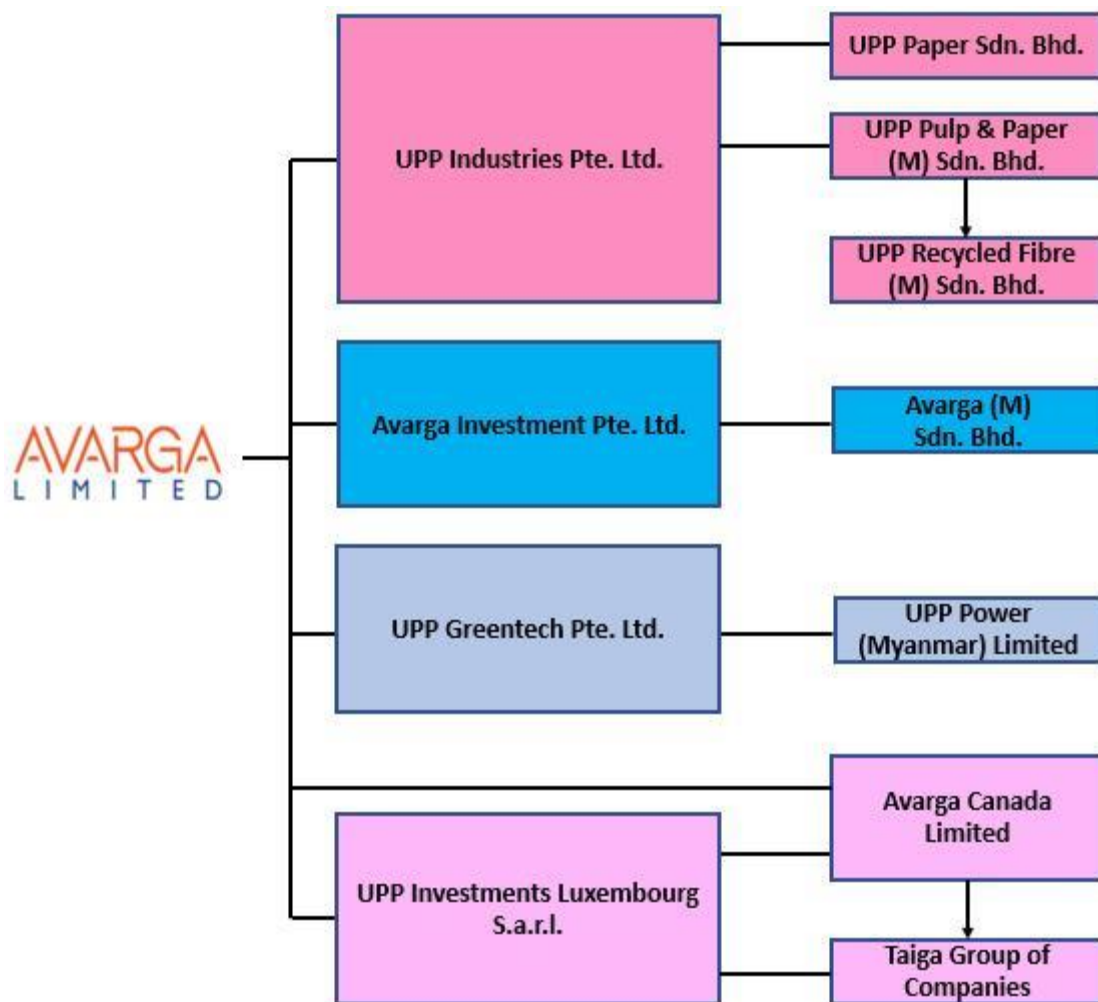 UPP Paper Sdn. Bhd.
UPP Industries Pte. Ltd.
UPP Pulp & Paper
(M) Sdn. Bhd.
UPP Recycled Fibre
(M) Sdn. Bhd.
AVARGA
LIMITED
Avarga Investment Pte. Ltd.
Avarga (M)
Sdn. Bhd.
UPP Greentech Pte. Ltd.
UPP Power
(Myanmar) Limited
Avarga Canada
Limited
UPP Investments Luxembourg
S.a.r.l.
Taiga Group of
Companies